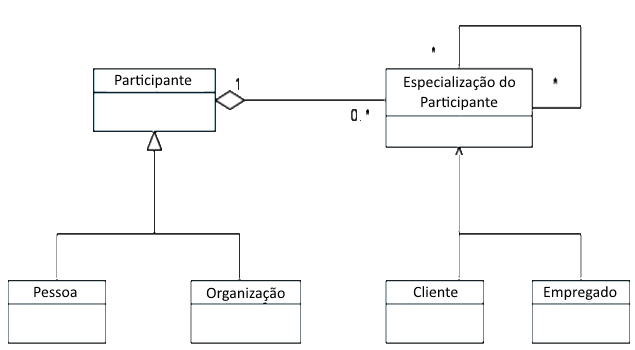 *
Participante
1
Especialização do
Participante
*
0..*
Pessoa
Organização
Cliente
Empregado